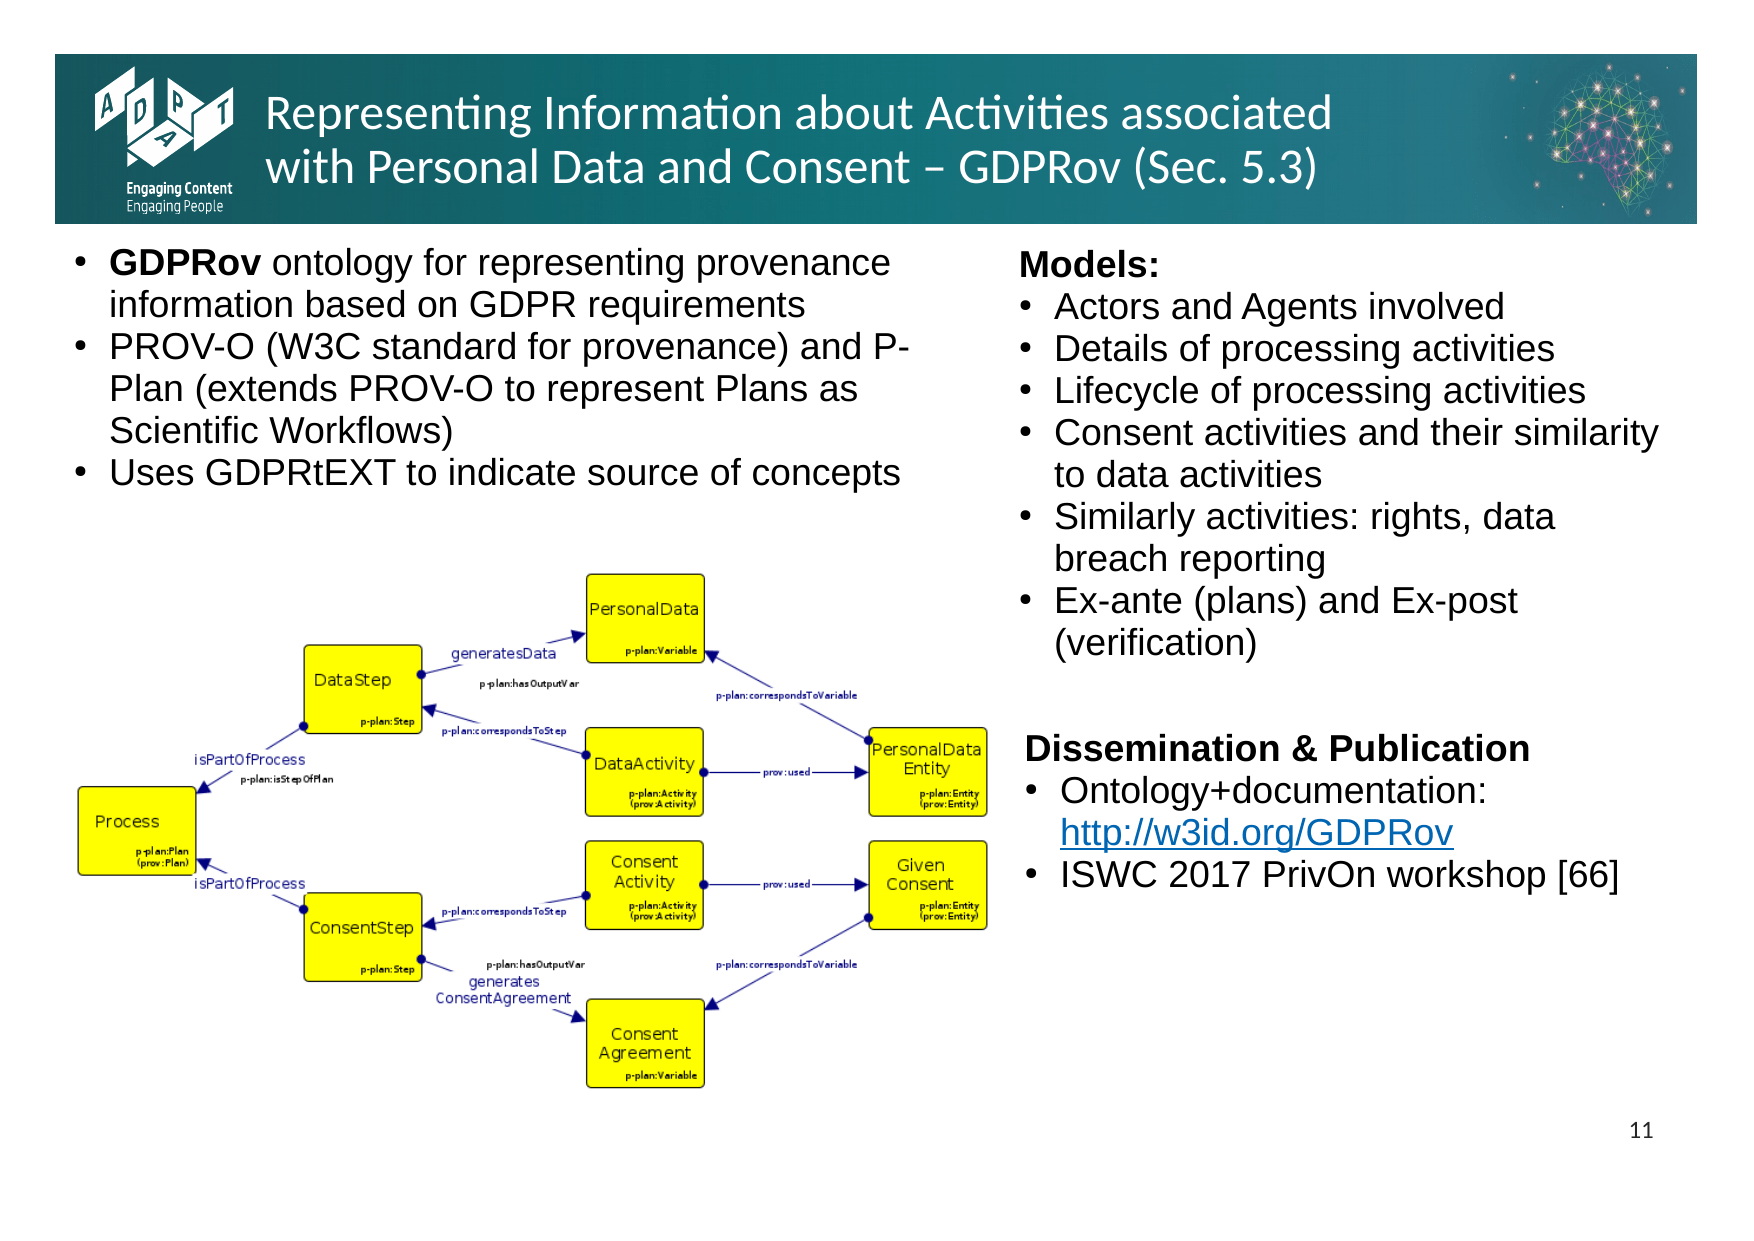 A D A P T
Engaging Content
Engaging People
Representing Information about Activities associated
with Personal Data and Consent – GDPRov (Sec. 5.3)
• GDPRov ontology for representing provenance
information based on GDPR requirements
• PROV-O (W3C standard for provenance) and P-
Plan (extends PROV-O to represent Plans as
Scientific Workflows)
• Uses GDPRtEXT to indicate source of concepts
Models:
• Actors and Agents involved
• Details of processing activities
• Lifecycle of processing activities
• Consent activities and their similarity
to data activities
• Similarly activities: rights, data
breach reporting
• Ex-ante (plans) and Ex-post
(verification)
Dissemination & Publication
• Ontology+documentation:
http://w3id.org/GDPRov
• ISWC 2017 PrivOn workshop [66]
PersonalData
p-plan:Variable
generatesData
p-plan:hasOutputVar
DataStep
p-plan:Step
p-plan:correspondsToVariable
p-plan:correspondsToStep
isPartOfProcess
p-plan:isStepOfPlan
DataActivity
p-plan:Activity
(prov:Activity)
prov:used
PersonalData
Entity
p-plan:Entity
(prov:Entity)
Process
p-plan:Plan
(prov:Plan)
isPartOfProcess
Consent
Activity
p-plan:Activity
(prov:Activity)
prov:used
Given
Consent
p-plan:Entity
(prov:Entity)
p-plan:correspondsToStep
ConsentStep
p-plan:Step
p-plan:hasOutputVar
generates
ConsentAgreement
p-plan:correspondsToVariable
Consent
Agreement
p-plan:Variable
11